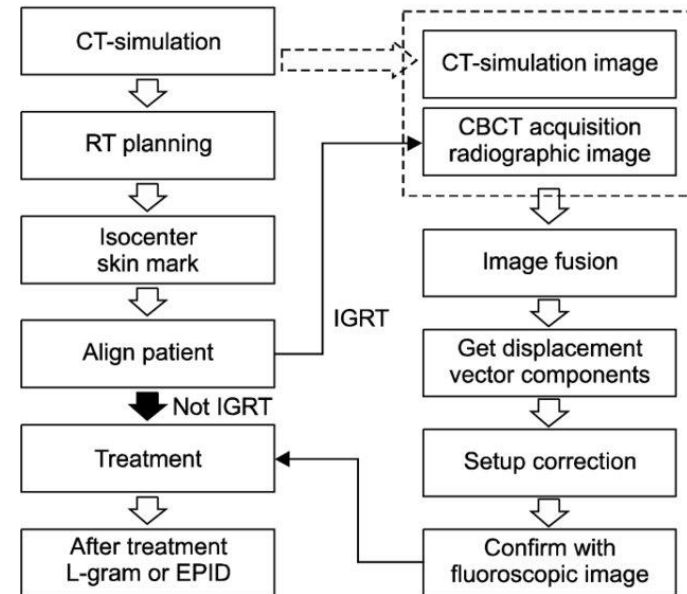 CT-simulation
RT planning
Isocenter
skin mark
Align patient
Not IGRT
Treatment
After treatment
L-gram or EPID
IGRT
CT-simulation image
CBCT acquisition
radiographic image
Image fusion
Get displacement
vector components
Setup correction
Confirm with
fluoroscopic image